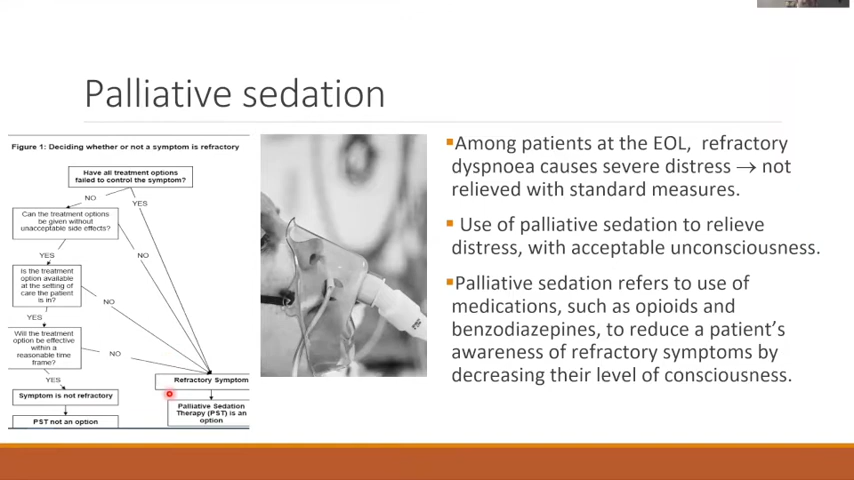 Palliative sedation
Figure 1: Deciding whether or not a symptom is refractory
Have all treatment options
failed to control the symptom?
NO
YES
Can the treatment options
be given without
unacceptable side effects?
YES
NO
Is the treatment
option available
at the setting of
care the patient
is in?
NO
YES
Will the treatment
option be effective
within a
reasonable time
frame?
NO
YES
Symptom is not refractory
PST not an option
Refractory Symptom
Palliative Sedation
Therapy (PST) is an
option
▪Among patients at the EOL, refractory
dyspnoea causes severe distress → not
relieved with standard measures.
▪ Use of palliative sedation to relieve
distress, with acceptable unconsciousness.
▪Palliative sedation refers to use of
medications, such as opioids and
benzodiazepines, to reduce a patient's
awareness of refractory symptoms by
decreasing their level of consciousness.